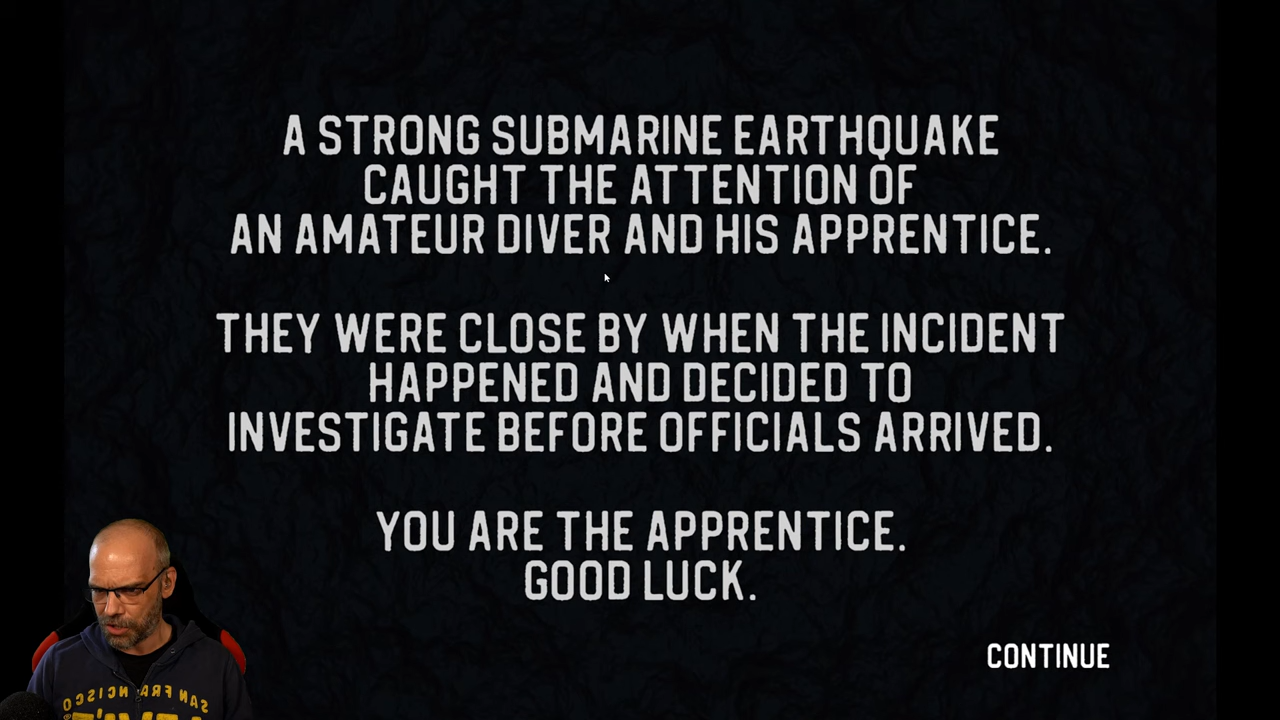 A STRONG SUBMARINE EARTHQUAKE
CAUGHT THE ATTENTION OF
AN AMATEUR DIVER AND HIS APPRENTICE.
THEY WERE CLOSE BY WHEN THE INCIDENT
HAPPENED AND DECIDED TO
INVESTIGATE BEFORE OFFICIALS ARRIVED.
YOU ARE THE APPRENTICE.
GOOD LUCK.
CONTINUE
SAN FRANCISCO